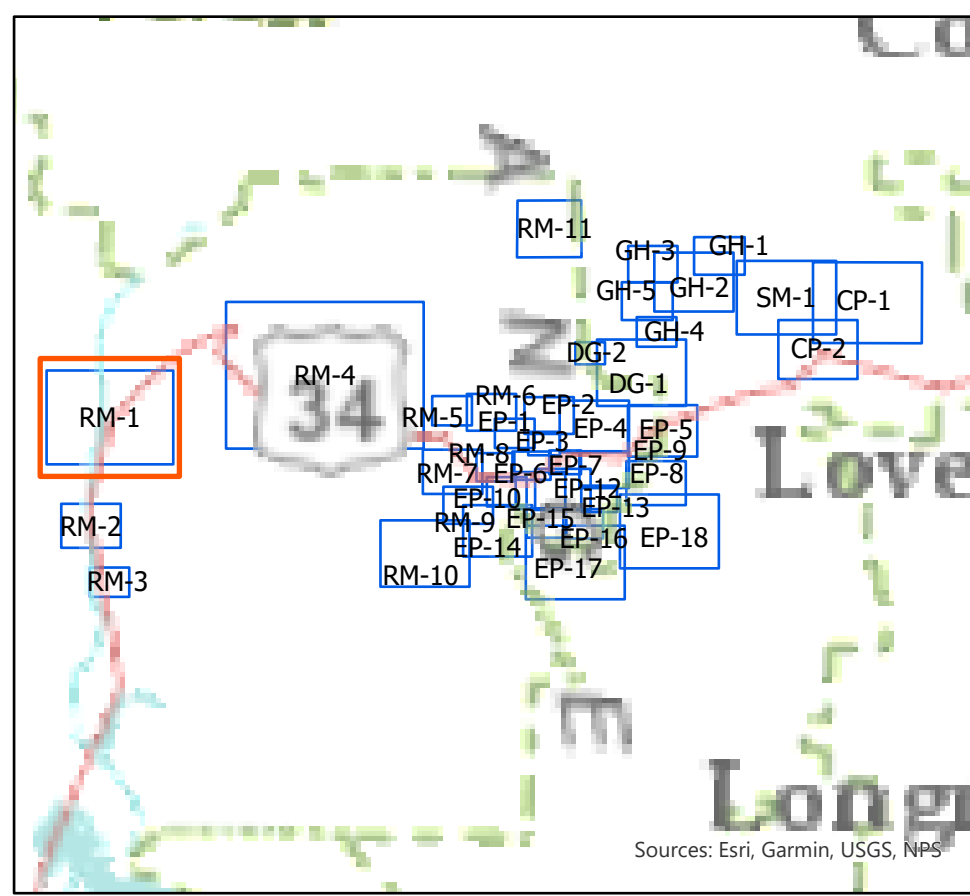 Co
A
RM-11
GH-1
GH-3
GH-2
GH-5
SM-1
CP-1
N
GH-4
DG-2
CP-2
RM-4
DG-1
34
RM-6
EP-2
RM-1
RM-5
EP-1
EP-4
EP-5
EP-3
EP-9
RM-8
EP-7
Love
RM-7
EP-6
EP-8
EP-12
EP-10
EP-13
RM-2
RM-9
EP-15
EP-14
EP-16
EP-18
RM-3
RM-10
EP-17
E
Long
Sources: Esri, Garmin, USGS, NPS